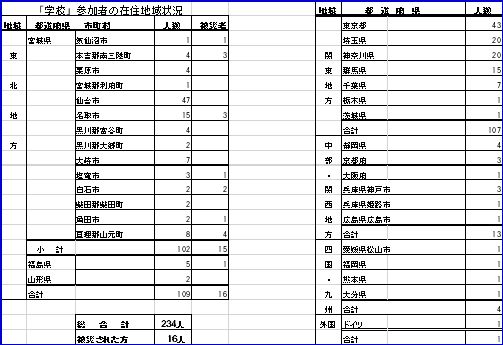 「学校」参加者の在住地域状況
地域 都道府県 市町村 人数 被災者
宮城県 気仙沼市 1 1
東 本吉郡南三陸町 4 3
栗原市 4
北 宮城郡利府町 1
仙台市 47
地 名取市 15 3
黒川郡富谷町 4
方 黒川郡大郷町 2
大崎市 7
塩竈市 3 1
白石市 2 2
柴田郡柴田町 2
角田市 2 1
亘理郡山元町 8 4
小 計 102 15
福島県 5 1
山形県 2
合計 109 16
総 合 計 234人
被災された方 16人
地域 都 道 府 県 人数
東京都 43
埼玉県 20
関 神奈川県 20
東 群馬県 15
地 千葉県 7
方 栃木県 1
茨城県 1
合計 107
中 静岡県 4
部 京都府 3
・ 大阪府 1
関 兵庫県神戸市 3
西 兵庫県姫路市 1
地 広島県広島市 1
方 合計 13
四 愛媛県松山市 1
国 福岡県 1
・ 熊本県 1
九 大分県 1
州 合計 4
外国 ドイツ 1
合計 1